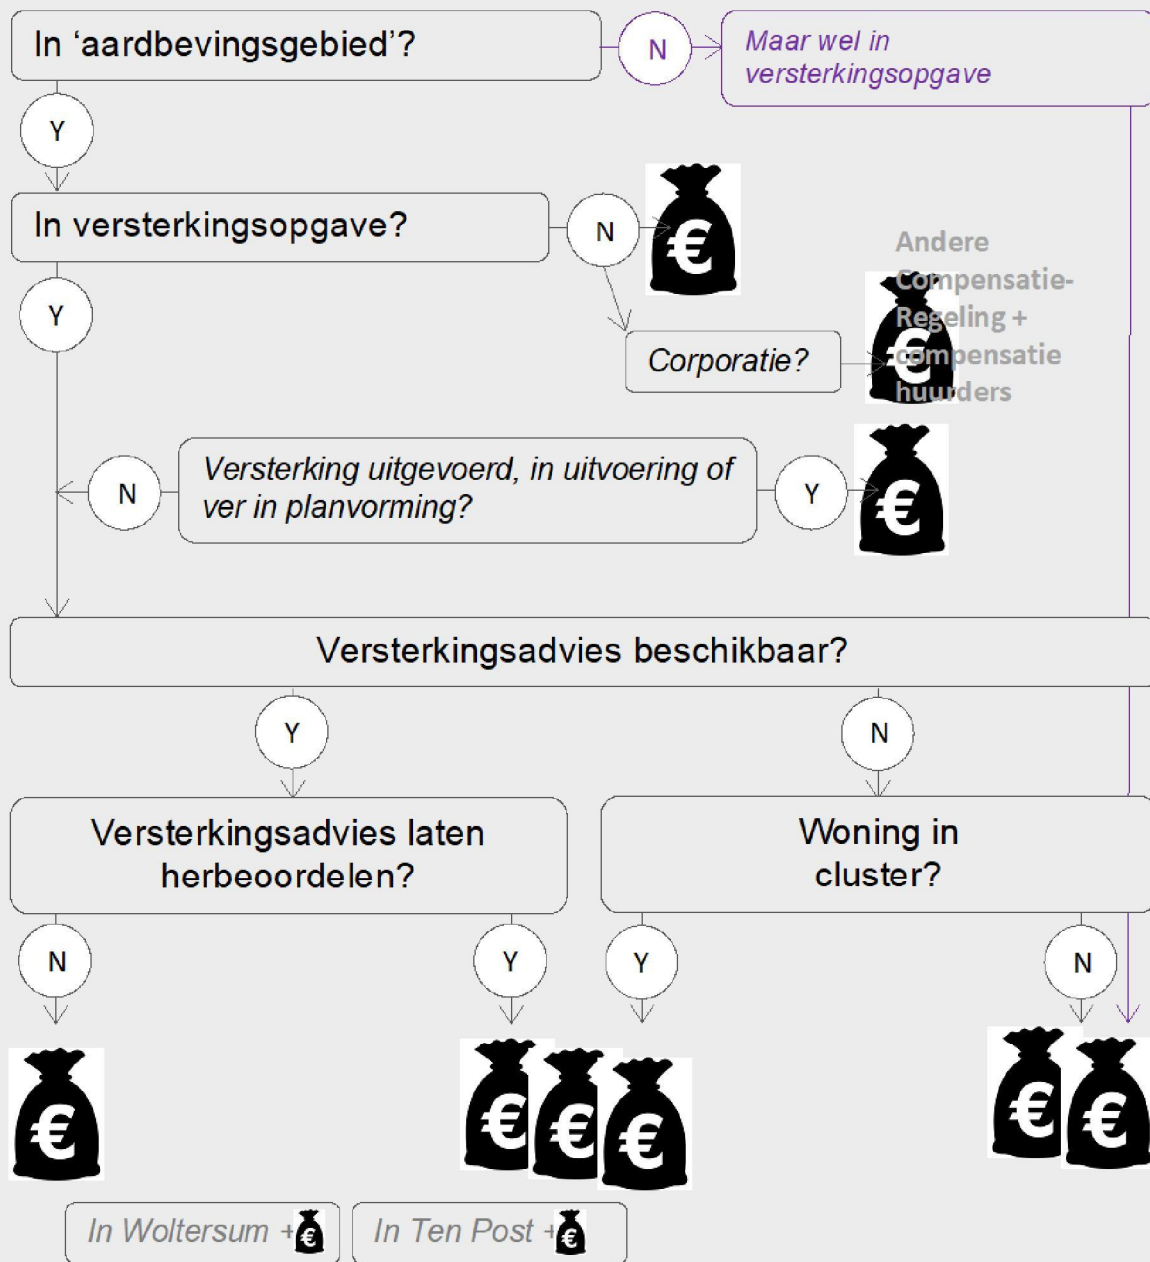 In ‘aardbevingsgebied’?
N
Maar wel in
versterkingsopgave
Y
In versterkingsopgave?
N
€
Andere
Compensatie-
Regeling +
compensatie
huurders
Y
Corporatie?
€
Versterking uitgevoerd, in uitvoering of
ver in planvorming?
N
Y
€
Versterkingsadvies beschikbaar?
Y
N
Versterkingsadvies laten
herbeoordelen?
Woning in
cluster?
N
Y
Y
N
€
€
€
€
€
€
In Woltersum +
€
In Ten Post +
€